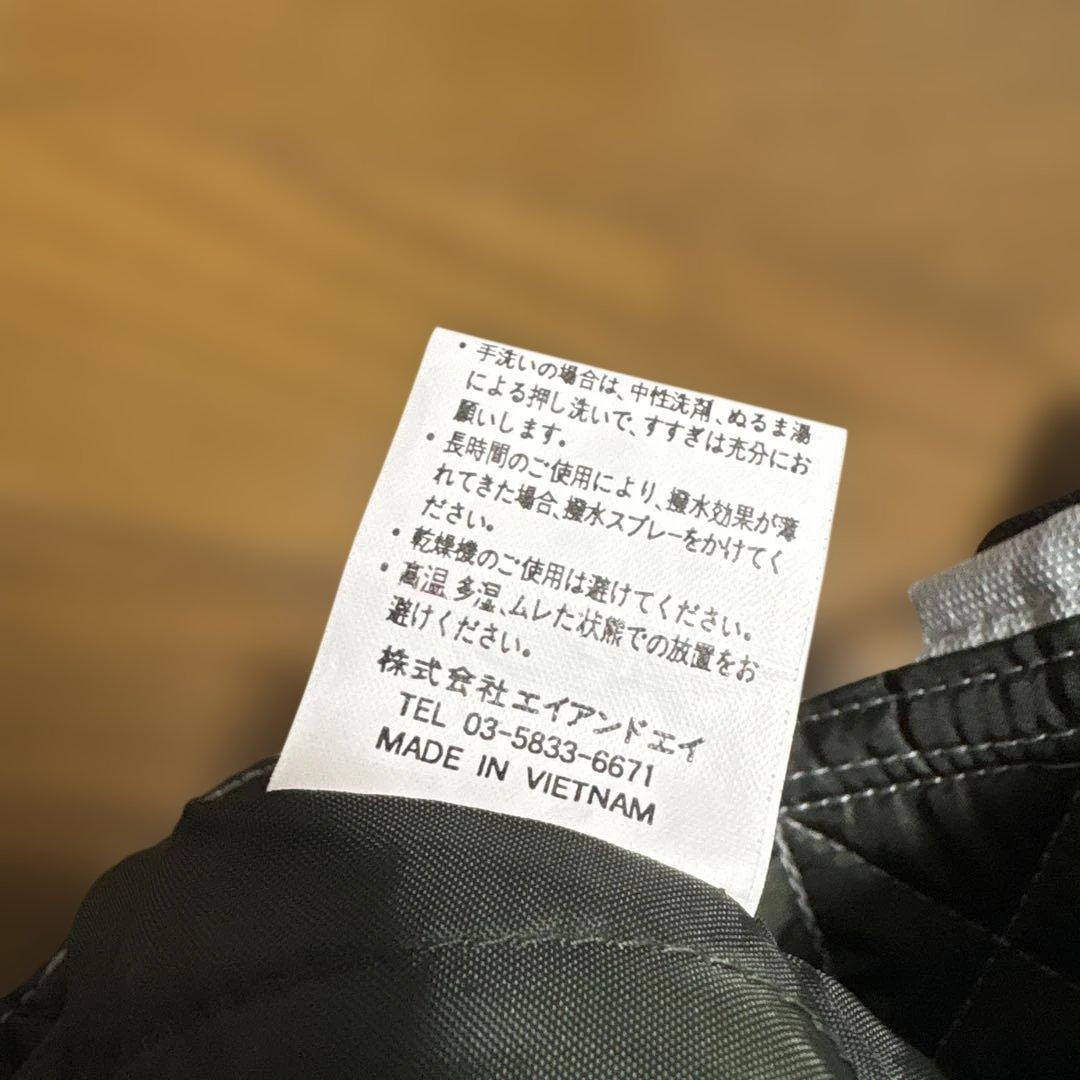 ・手洗いの場合は、中性洗剤、ぬるま湯
による押し洗いで、すすぎは充分にお
願いします。
・長時間のご使用により、撥水効果が薄
れてきた場合、撥水スプレーをかけてく
ださい。
・乾燥機のご使用は避けてください。
・高温、多湿、ムレた状態での放置をお
避けください。
株式会社エイアンドエイ
TEL 03-5833-6671
MADE IN VIETNAM